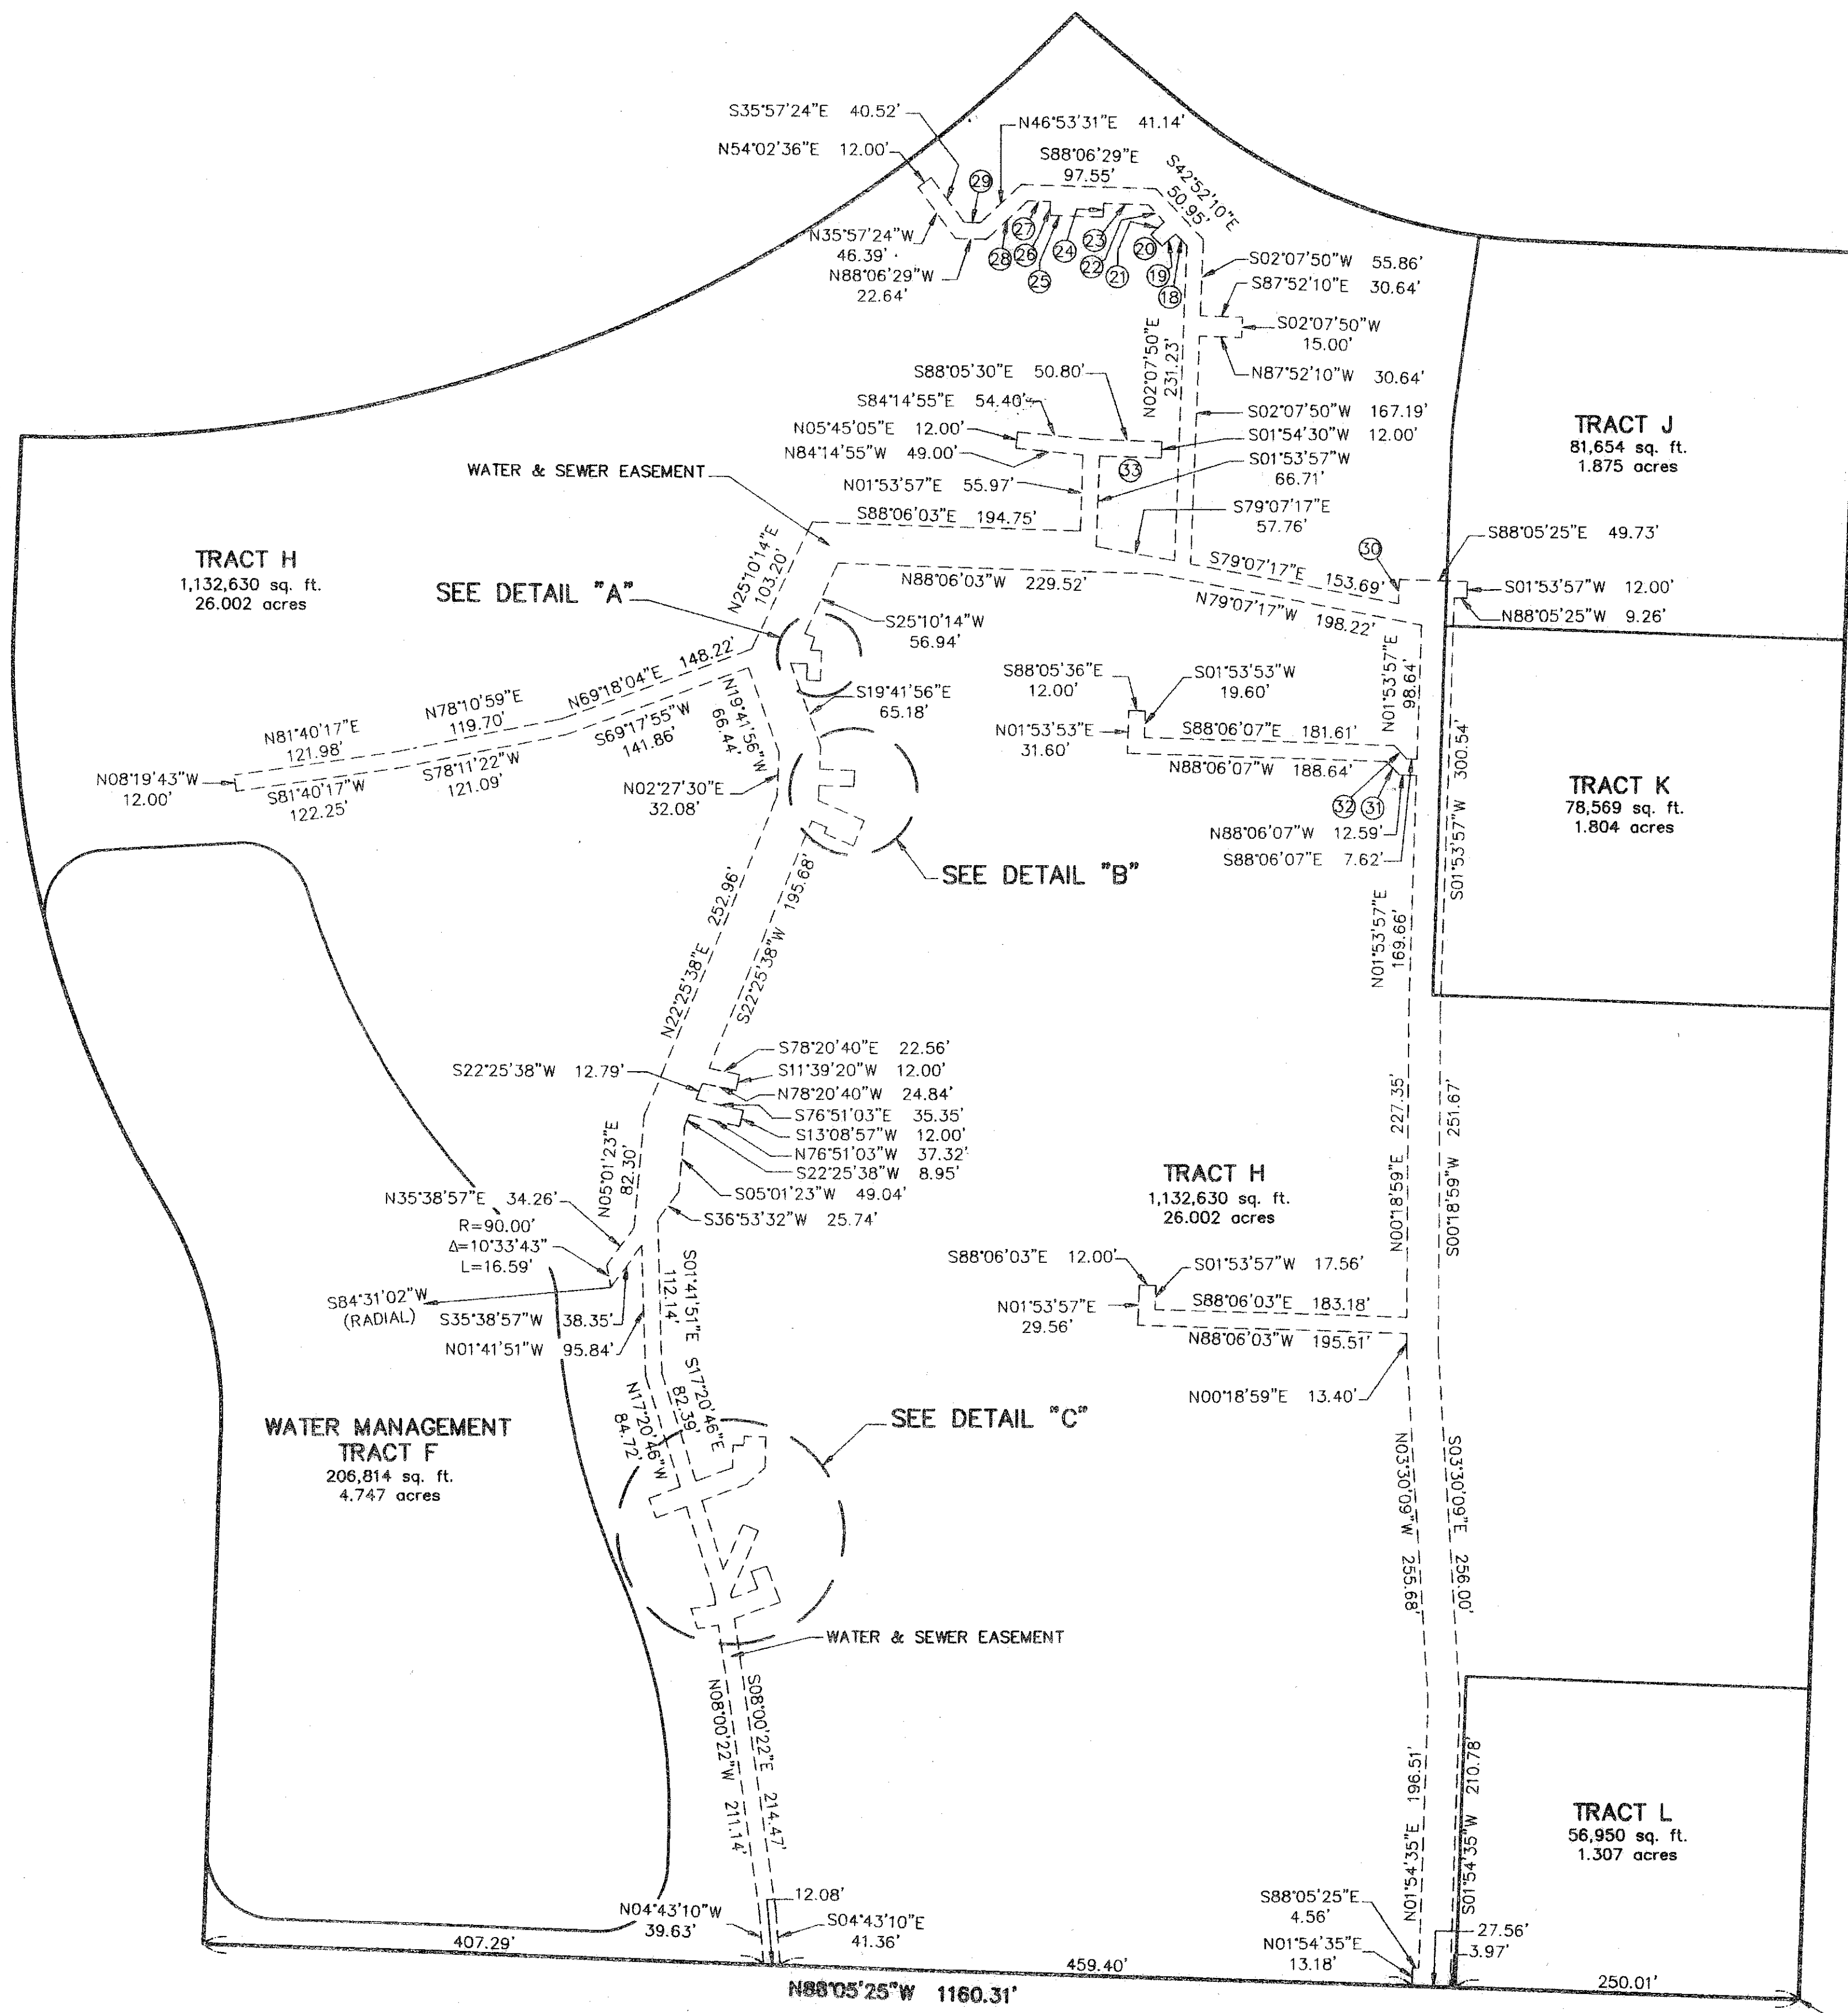 S35°57'24"E 40.52'
N54°02'36"E 12.00'
N46°53'31"E 41.14'
S88°06'29"E
97.55'
S42°52'10"E
50.95'
29
N35°57'24"W
46.39'
N88°06'29"W
22.64'
28
27
26
25
24
23
22
21
20
19
18
S02°07'50"W 55.86'
S87°52'10"E 30.64'
S02°07'50"W
15.00'
N87°52'10"W 30.64'
N02°07'50"E
231.23'
S88°05'30"E 50.80'
S84°14'55"E 54.40'
N05°45'05"E 12.00'
N84°14'55"W 49.00'
S02°07'50"W 167.19'
S01°54'30"W 12.00'
33
S01°53'57"W
66.71'
N01°53'57"E 55.97'
S79°07'17"E
57.76'
WATER & SEWER EASEMENT
S88°06'03"E 194.75'
TRACT J
81,654 sq. ft.
1.875 acres
TRACT H
1,132,630 sq. ft.
26.002 acres
SEE DETAIL "A"
N25°10'14"E
103.20'
N88°06'03"W 229.52'
S79°07'17"E 153.69'
30
S88°05'25"E 49.73'
S01°53'57"W 12.00'
N88°05'25"W 9.26'
N79°07'17"W 198.22'
S25°10'14"W
56.94'
N69°18'04"E 148.22'
N78°10'59"E
119.70'
N81°40'17"E
121.98'
N08°19'43"W
12.00'
S81°40'17"W
122.25'
S78°11'22"W
121.09'
S69°17'55"W
141.86'
N19°41'56"W
66.44'
S19°41'56"E
65.18'
N02°27'30"E
32.08'
S88°05'36"E
12.00'
S01°53'53"W
19.60'
N01°53'53"E
31.60'
S88°06'07"E 181.61'
N88°06'07"W 188.64'
N01°53'57"E
98.64'
32
31
N88°06'07"W 12.59'
S88°06'07"E 7.62'
S01°53'57"W 300.54'
TRACT K
78,569 sq. ft.
1.804 acres
SEE DETAIL "B"
N22°25'38"E 252.96'
S22°25'38"W 195.68'
N01°53'57"E
169.66'
S78°20'40"E 22.56'
S11°39'20"W 12.00'
S22°25'38"W 12.79'
N78°20'40"W 24.84'
S76°51'03"E 35.35'
S13°08'57"W 12.00'
N76°51'03"W 37.32'
S22°25'38"W 8.95'
S05°01'23"W 49.04'
S36°53'32"W 25.74'
N05°01'23"E
82.30'
N35°38'57"E 34.26'
R=90.00'
Δ=10°33'43"
L=16.59'
S84°31'02"W
(RADIAL)
S35°38'57"W 38.35'
N01°41'51"W 95.84'
S01°41'51"E
112.14'
S17°20'46"E
82.39'
N17°20'46"W
84.72'
TRACT H
1,132,630 sq. ft.
26.002 acres
N00°18'59"E 227.35'
S00°18'59"W 251.67'
S88°06'03"E 12.00'
S01°53'57"W 17.56'
N01°53'57"E
29.56'
S88°06'03"E 183.18'
N88°06'03"W 195.51'
N00°18'59"E 13.40'
SEE DETAIL "C"
WATER MANAGEMENT
TRACT F
206,814 sq. ft.
4.747 acres
N03°30'09"W 255.68'
S03°30'09"E 256.00'
WATER & SEWER EASEMENT
N08°00'22"W 211.14'
S08°00'22"E 214.47'
N01°54'35"E 196.51'
S01°54'35"W 210.78'
TRACT L
56,950 sq. ft.
1.307 acres
N04°43'10"W
39.63'
12.08'
S04°43'10"E
41.36'
S88°05'25"E
4.56'
N01°54'35"E
13.18'
27.56'
3.97'
407.29'
459.40'
250.01'
N88°05'25"W 1160.31'